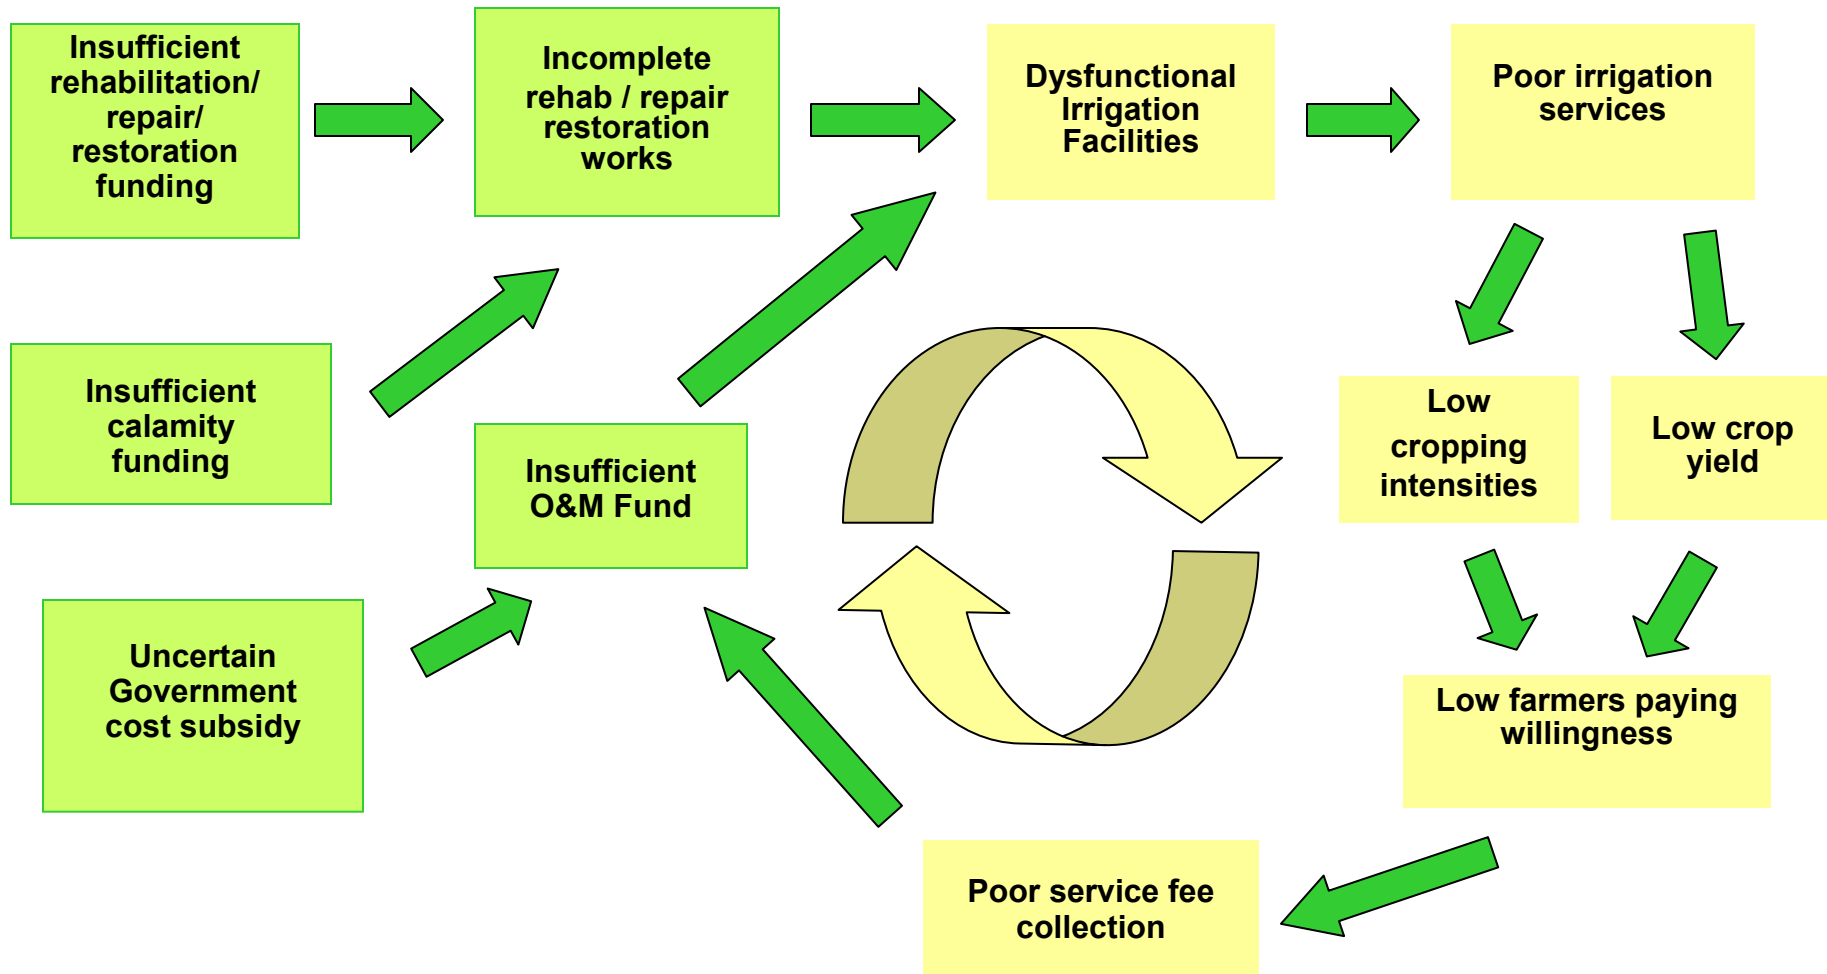 Insufficient
rehabilitation/
repair/
restoration
funding
Incomplete
rehab / repair
restoration
works
Dysfunctional
Irrigation
Facilities
Poor irrigation
services
Insufficient
calamity
funding
Insufficient
O&M Fund
Low
cropping
intensities
Low crop
yield
Uncertain
Government
cost subsidy
Low farmers paying
willingness
Poor service fee
collection